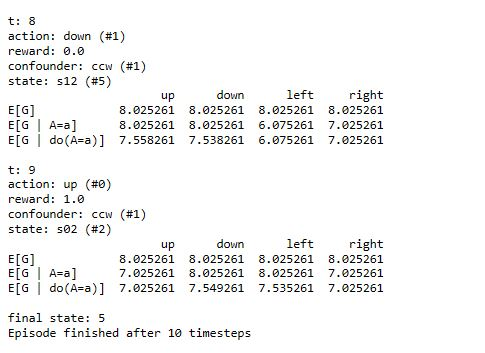 t: 8
action: down (#1)
reward: 0.0
confounder: ccw (#1)
state: s12 (#5)
up down left right
E[G] 8.025261 8.025261 8.025261 7.025261
E[G | A=a] 8.025261 8.025261 6.075261 7.025261
E[G | do(A=a)] 7.558261 7.538261 6.075261 7.025261
t: 9
action: up (#0)
reward: 1.0
confounder: ccw (#1)
state: s02 (#2)
up down left right
E[G] 8.025261 8.025261 8.025261 8.025261
E[G | A=a] 7.025261 8.025261 8.025261 7.025261
E[G | do(A=a)] 7.025261 7.549261 7.535261 7.025261
final state: 5
Episode finished after 10 timesteps